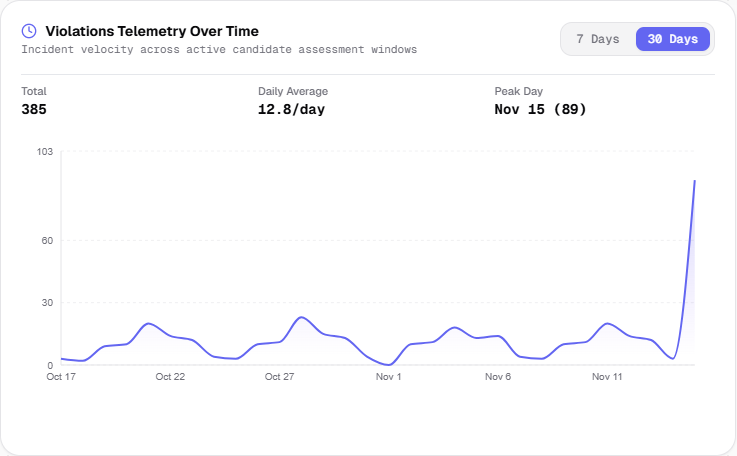 Violations Telemetry Over Time
Incident velocity across active candidate assessment windows
7 Days
30 Days
Total
385
Daily Average
12.8/day
Peak Day
Nov 15 (89)
103
60
30
0
Oct 17
Oct 22
Oct 27
Nov 1
Nov 6
Nov 11